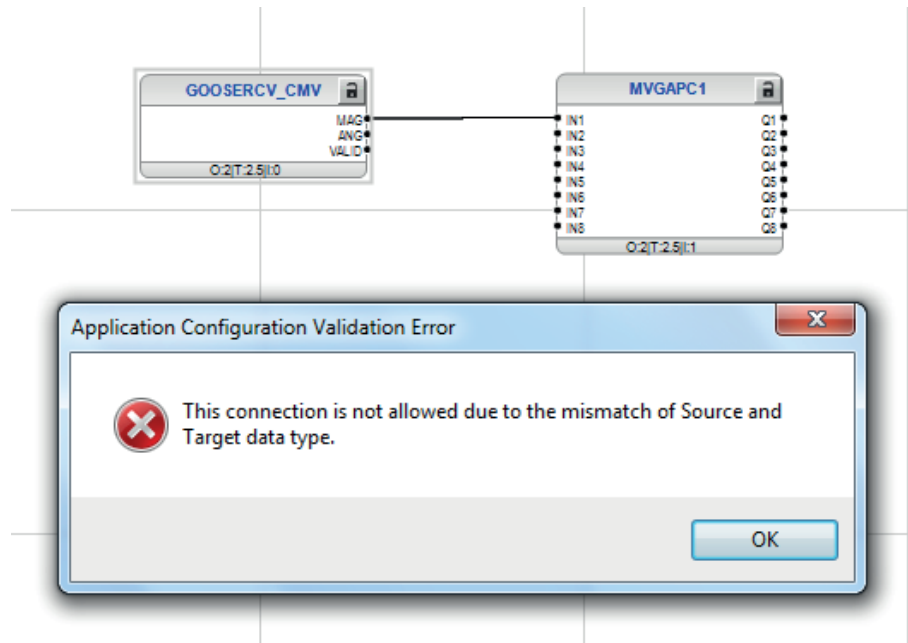 GOOSERCV_CMV
MAG
ANG
VALID
O:2|T:2.5|I:0
MVGAPC1
IN1 Q1
IN2 Q2
IN3 Q3
IN4 Q4
IN5 Q5
IN6 Q6
IN7 Q7
IN8 Q8
O:2|T:2.5|I:1
Application Configuration Validation Error
This connection is not allowed due to the mismatch of Source and
Target data type.
OK